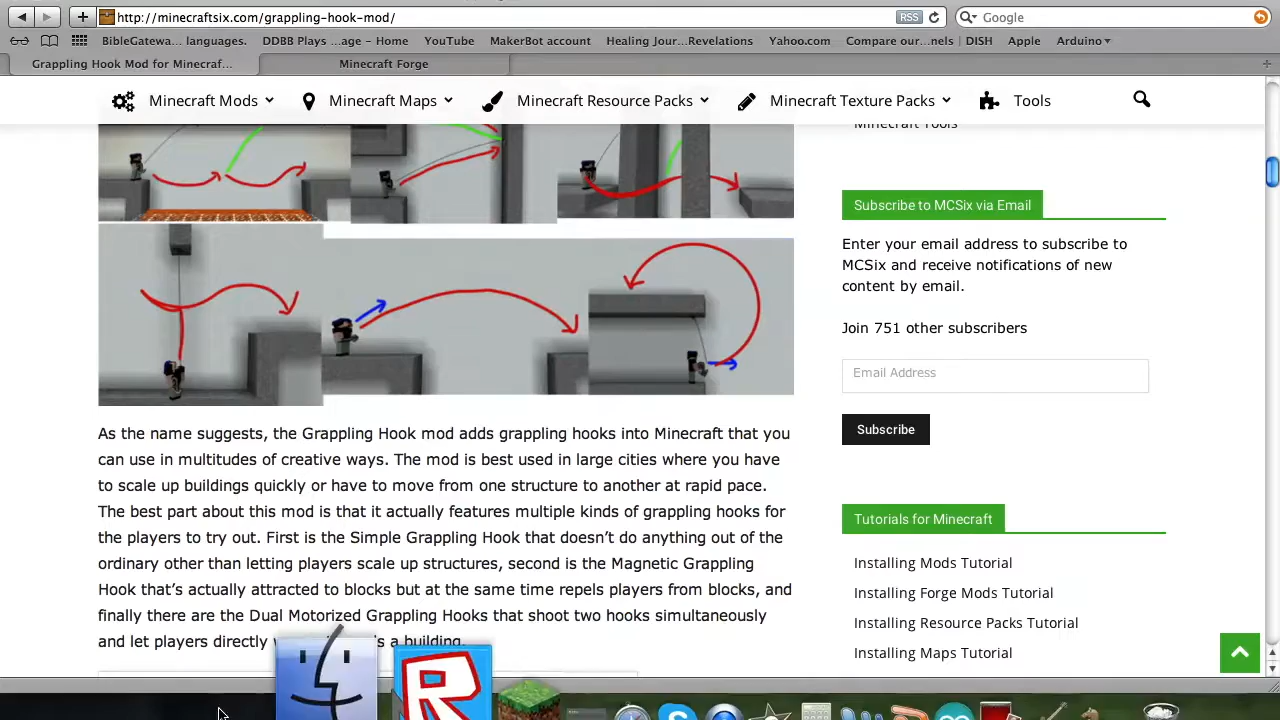 http://minecraftsix.com/grappling-hook-mod/
RSS
Google
BibleGatewa... languages.
DDBB Plays ...age - Home
YouTube
MakerBot account
Healing Jour...Revelations
Yahoo.com
Compare our...nels | DISH
Apple
Arduino
Grappling Hook Mod for Minecraf...
Minecraft Forge
Minecraft Mods
Minecraft Maps
Minecraft Resource Packs
Minecraft Texture Packs
Tools
Minecraft Tools
As the name suggests, the Grappling Hook mod adds grappling hooks into Minecraft that you
can use in multitudes of creative ways. The mod is best used in large cities where you have
to scale up buildings quickly or have to move from one structure to another at rapid pace.
The best part about this mod is that it actually features multiple kinds of grappling hooks for
the players to try out. First is the Simple Grappling Hook that doesn't do anything out of the
ordinary other than letting players scale up structures, second is the Magnetic Grappling
Hook that's actually attracted to blocks but at the same time repels players from blocks, and
finally there are the Dual Motorized Grappling Hooks that shoot two hooks simultaneously
and let players directly is a building.
Subscribe to MCSix via Email
Enter your email address to subscribe to
MCSix and receive notifications of new
content by email.
Join 751 other subscribers
Email Address
Subscribe
Tutorials for Minecraft
Installing Mods Tutorial
Installing Forge Mods Tutorial
Installing Resource Packs Tutorial
Installing Maps Tutorial